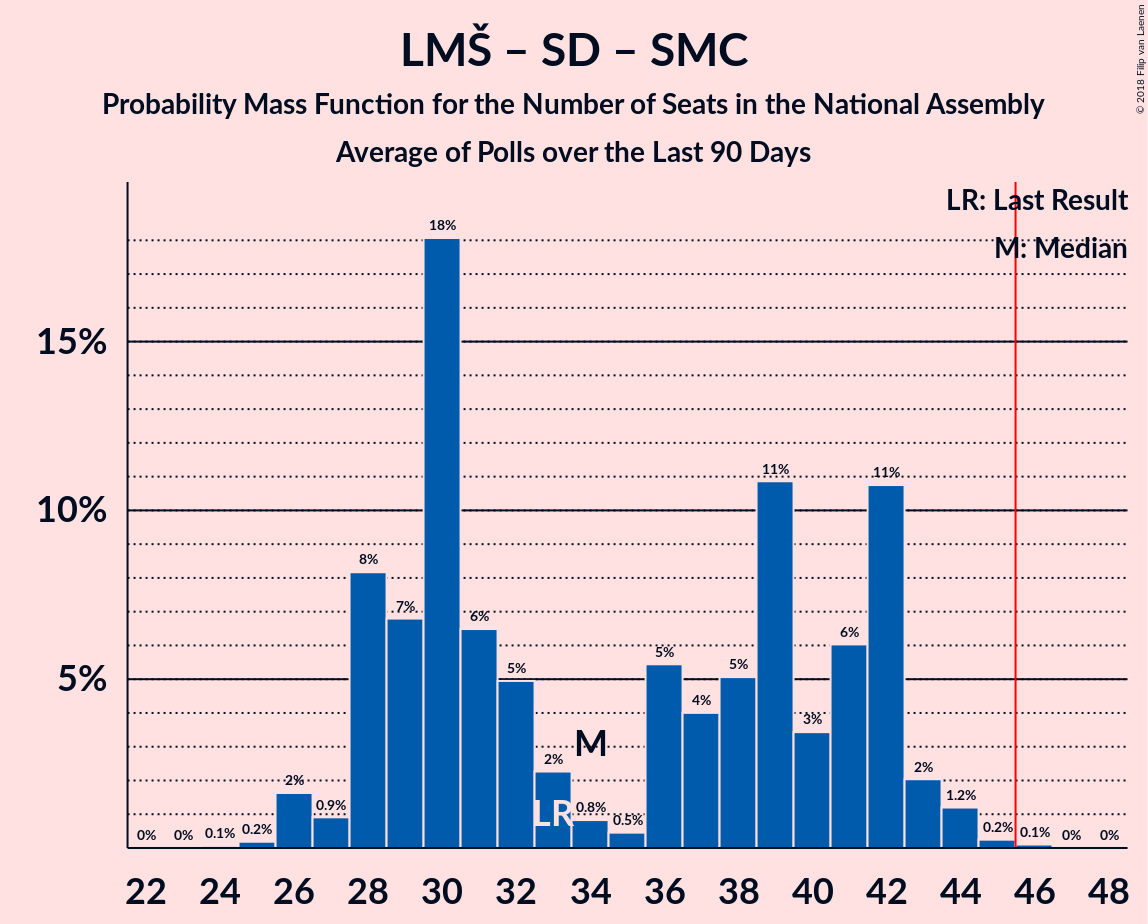 LMŠ – SD – SMC
Probability Mass Function for the Number of Seats in the National Assembly
Average of Polls over the Last 90 Days
© 2018 Filip van Laenen
LR: Last Result
M: Median
15%
10%
5%
0% 0% 0.1% 0.2% 2% 0.9% 8% 7% 18% 6% 5% 2% 0.8% 0.5% 5% 4% 5% 11% 3% 6% 11% 2% 1.2% 0.2% 0.1% 0% 0%
M
LR
22 24 26 28 30 32 34 36 38 40 42 44 46 48